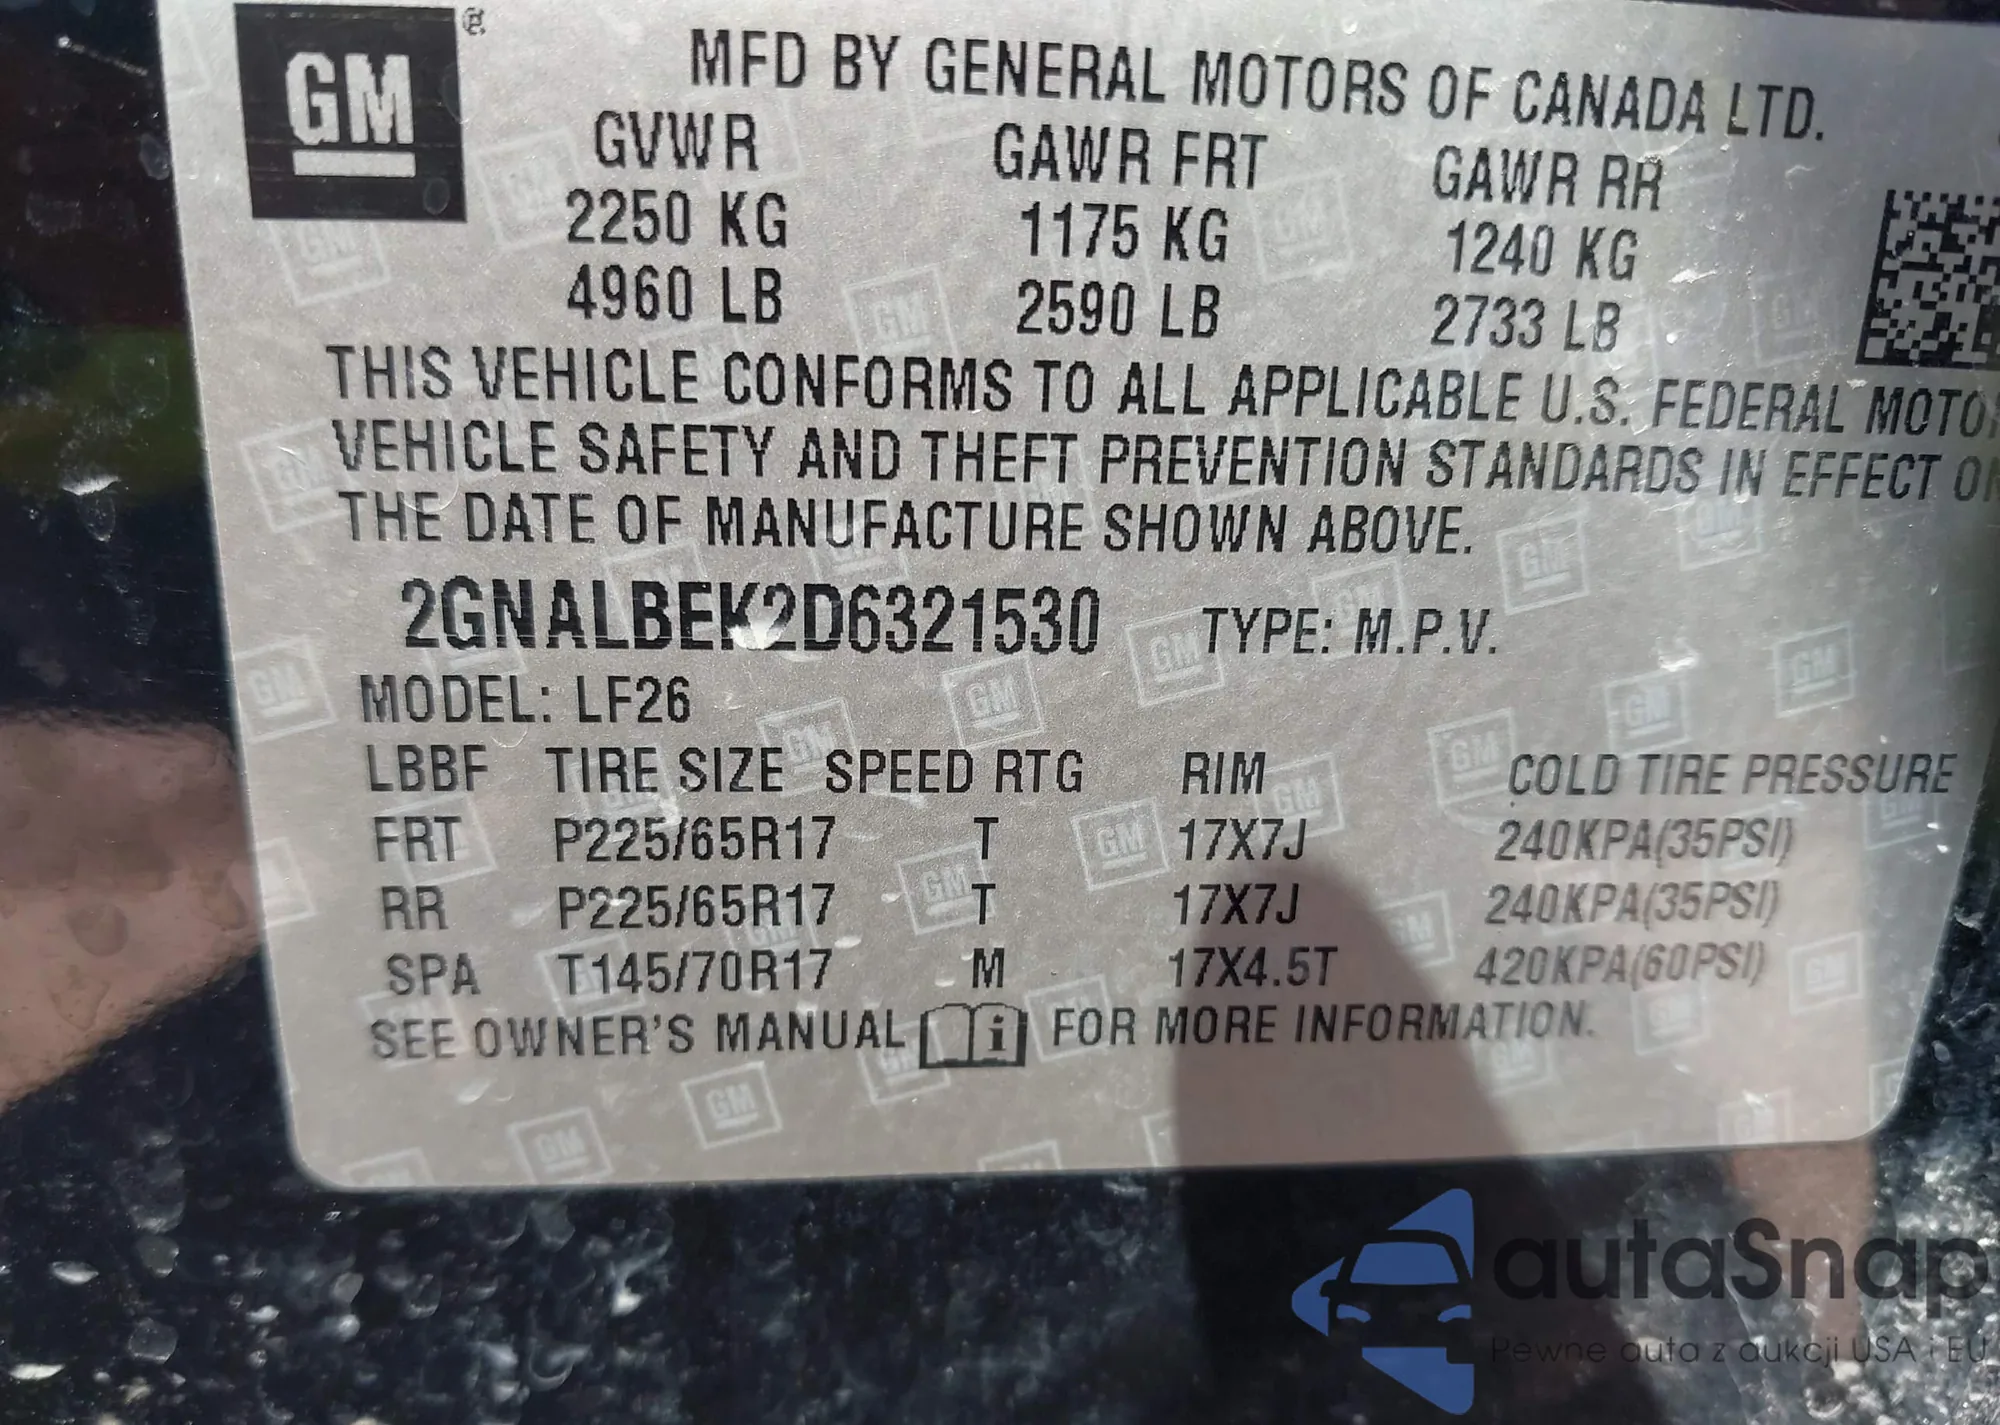 GM ®
MFD BY GENERAL MOTORS OF CANADA LTD.
GVWR GAWR FRT GAWR RR
2250 KG 1175 KG 1240 KG
4960 LB 2590 LB 2733 LB
THIS VEHICLE CONFORMS TO ALL APPLICABLE U.S. FEDERAL MOTO
VEHICLE SAFETY AND THEFT PREVENTION STANDARDS IN EFFECT ON
THE DATE OF MANUFACTURE SHOWN ABOVE.
2GNALBEK2D6321530 TYPE: M.P.V.
MODEL: LF26
LBBF TIRE SIZE SPEED RTG RIM COLD TIRE PRESSURE
FRT P225/65R17 T 17X7J 240KPA(35PSI)
RR P225/65R17 T 17X7J 240KPA(35PSI)
SPA T145/70R17 M 17X4.5T 420KPA(60PSI)
SEE OWNER'S MANUAL i FOR MORE INFORMATION.
autaSnap
Pewne auta z aukcji USA i EU